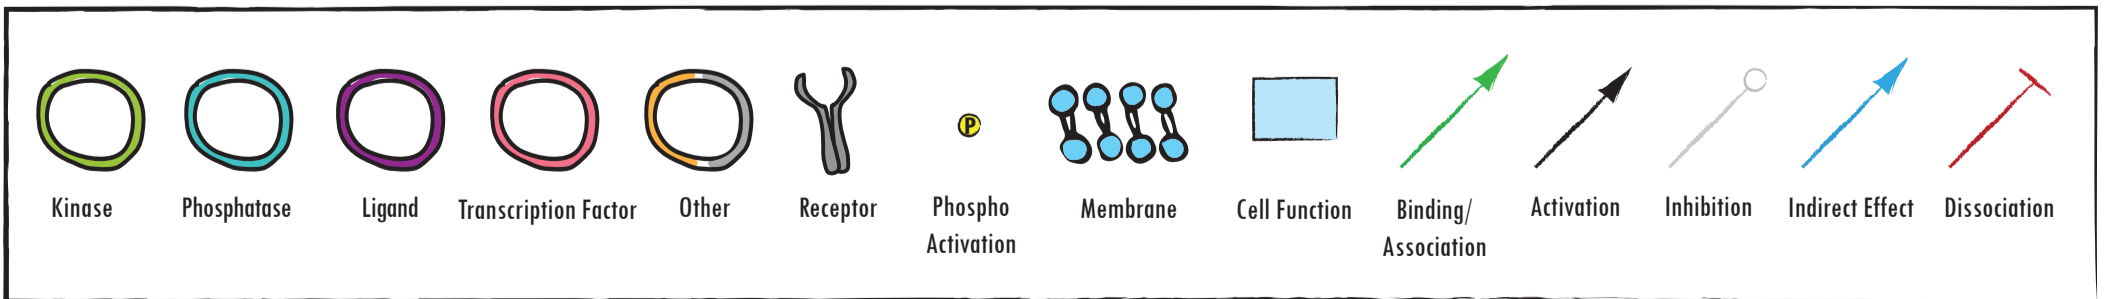 P
Kinase
Phosphatase
Ligand
Transcription Factor
Other
Receptor
Phospho
Activation
Membrane
Cell Function
Binding/
Association
Activation
Inhibition
Indirect Effect
Dissociation